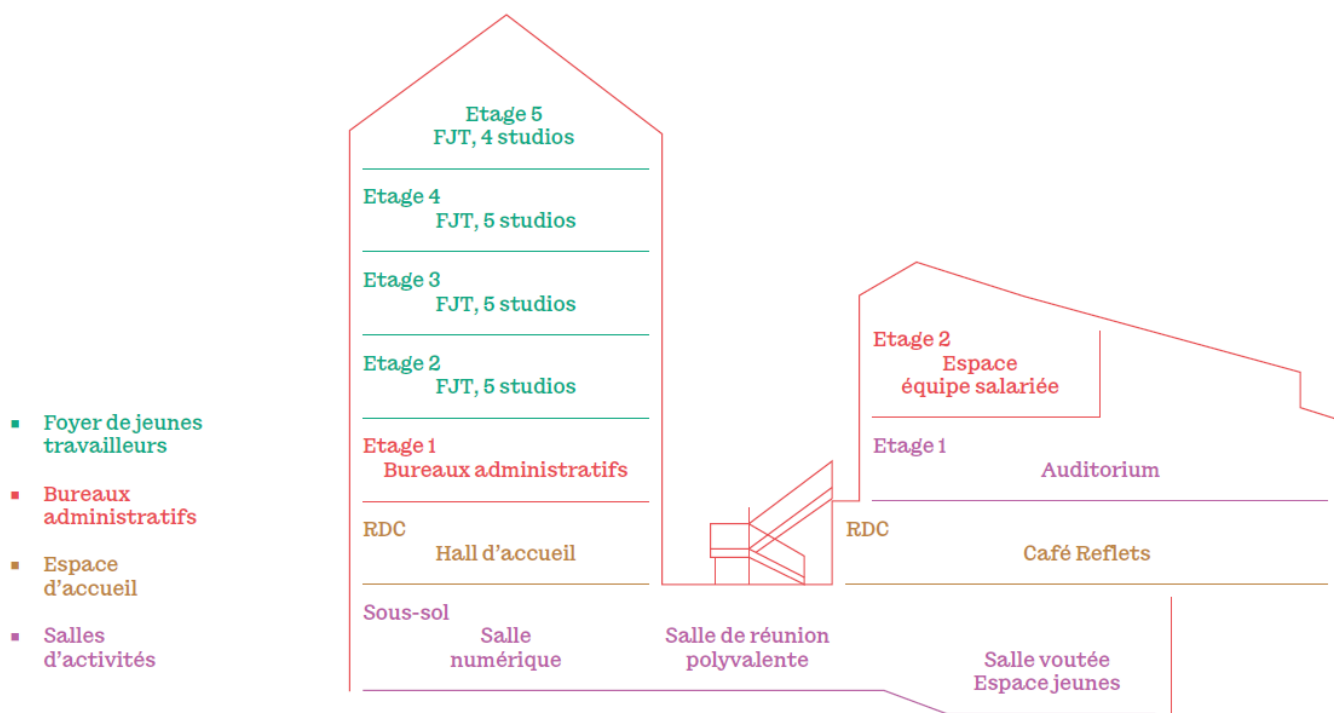 Etage 5
FJT, 4 studios
Etage 4
FJT, 5 studios
Etage 3
FJT, 5 studios
Etage 2
FJT, 5 studios
Etage 1
Bureaux administratifs
RDC
Hall d'accueil
Sous-sol
Salle
numérique
Salle de réunion
polyvalente
Salle voutée
Espace jeunes
Etage 2
Espace
équipe salariée
Etage 1
Auditorium
RDC
Café Reflets
Foyer de jeunes
travailleurs
Bureaux
administratifs
Espace
d'accueil
Salles
d'activités